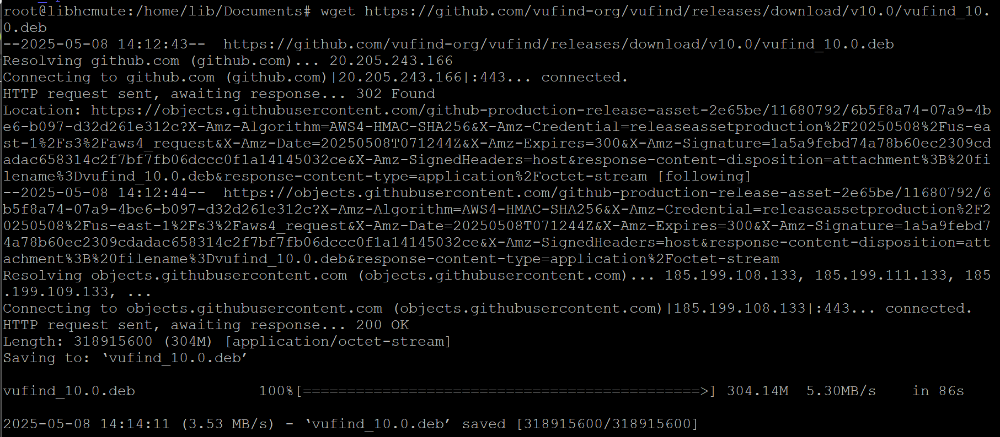 root@libhcmute:/home/lib/Documents# wget https://github.com/vufind-org/vufind/releases/download/v10.0/vufind_10.
0.deb
--2025-05-08 14:12:43--  https://github.com/vufind-org/vufind/releases/download/v10.0/vufind_10.0.deb
Resolving github.com (github.com)... 20.205.243.166
Connecting to github.com (github.com)|20.205.243.166|:443... connected.
HTTP request sent, awaiting response... 302 Found
Location: https://objects.githubusercontent.com/github-production-release-asset-2e65be/11680792/6b5f8a74-07a9-4b
e6-b097-d32d261e312c?X-Amz-Algorithm=AWS4-HMAC-SHA256&X-Amz-Credential=releaseassetproduction%2F20250508%2Fus-ea
st-1%2Fs3%2Faws4_request&X-Amz-Date=20250508T071244Z&X-Amz-Expires=300&X-Amz-Signature=1a5a9febd74a78b60ec2309cd
adac658314c2f7bf7fb06dccc0f1a14145032ce&X-Amz-SignedHeaders=host&response-content-disposition=attachment%3B%20fi
lename%3Dvufind_10.0.deb&response-content-type=application%2Foctet-stream [following]
--2025-05-08 14:12:44--  https://objects.githubusercontent.com/github-production-release-asset-2e65be/11680792/6
b5f8a74-07a9-4be6-b097-d32d261e312c?X-Amz-Algorithm=AWS4-HMAC-SHA256&X-Amz-Credential=releaseassetproduction%2F2
0250508%2Fus-east-1%2Fs3%2Faws4_request&X-Amz-Date=20250508T071244Z&X-Amz-Expires=300&X-Amz-Signature=1a5a9febd7
4a78b60ec2309cdadac658314c2f7bf7fb06dccc0f1a14145032ce&X-Amz-SignedHeaders=host&response-content-disposition=att
achment%3B%20filename%3Dvufind_10.0.deb&response-content-type=application%2Foctet-stream
Resolving objects.githubusercontent.com (objects.githubusercontent.com)... 185.199.108.133, 185.199.111.133, 185
.199.109.133, ...
Connecting to objects.githubusercontent.com (objects.githubusercontent.com)|185.199.108.133|:443... connected.
HTTP request sent, awaiting response... 200 OK
Length: 318915600 (304M) [application/octet-stream]
Saving to: ‘vufind_10.0.deb’
vufind_10.0.deb              100%[=============================================>] 304.14M  5.30MB/s    in 86s
2025-05-08 14:14:11 (3.53 MB/s) - ‘vufind_10.0.deb’ saved [318915600/318915600]